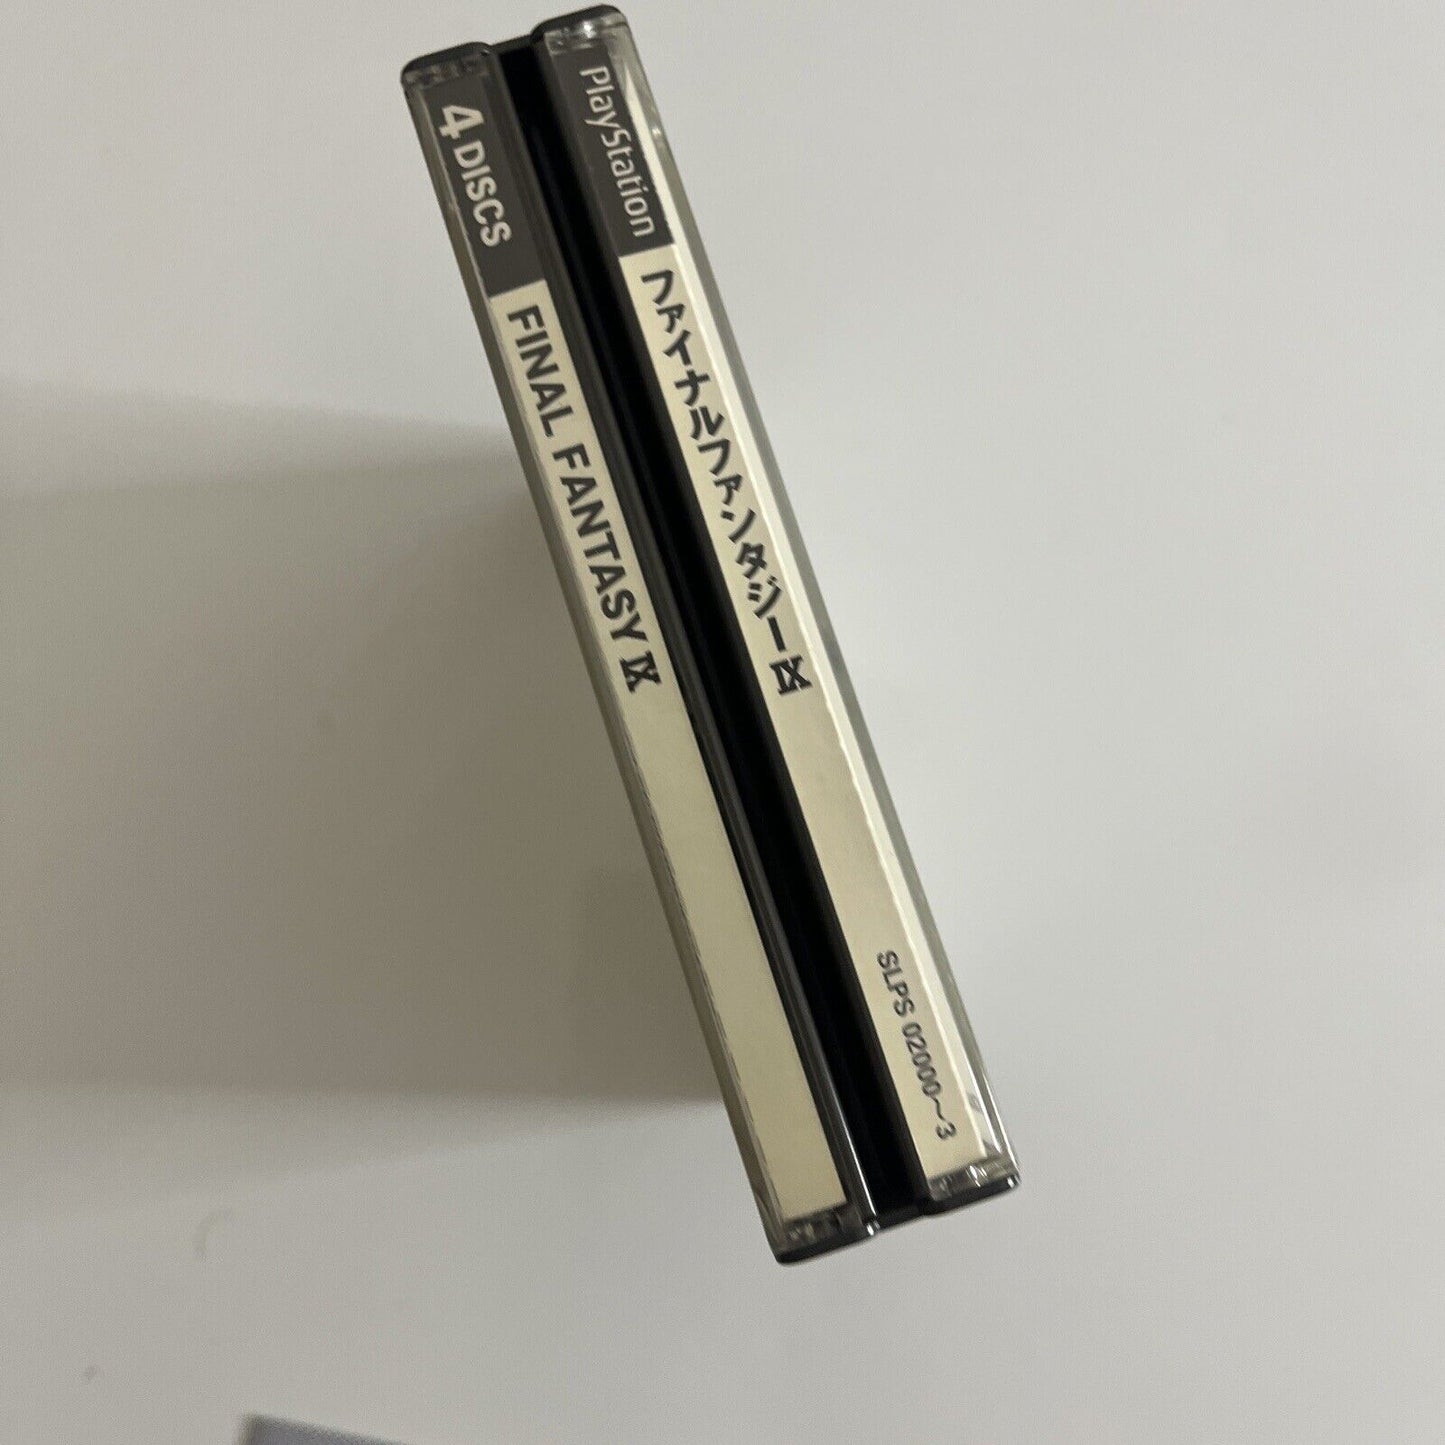 PlayStation
ファイナルファンタジーIX
SLPS 02000〜3
4 DISCS
FINAL FANTASY IX